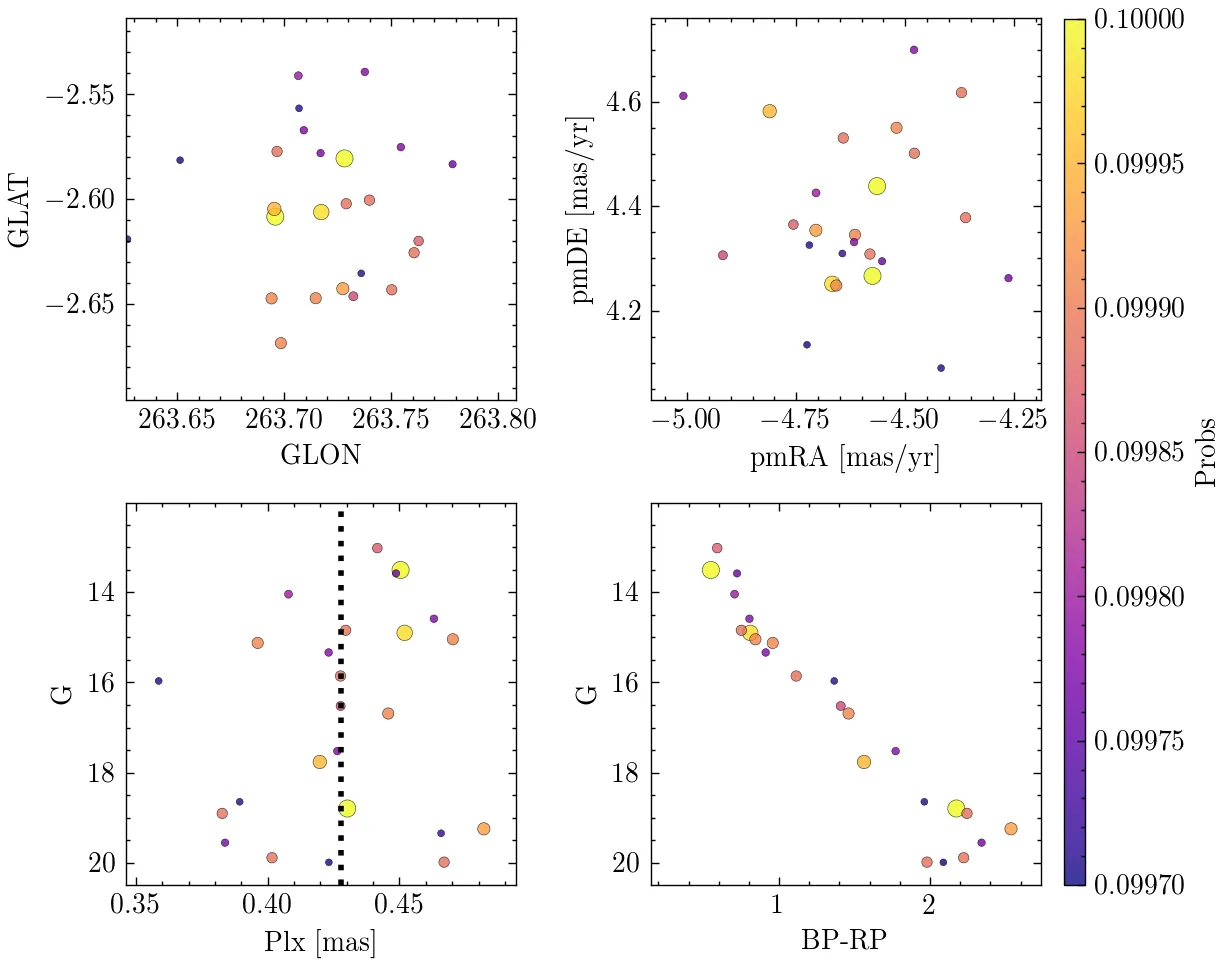 −2.55
−2.60
−2.65
GLAT
263.65 263.70 263.75 263.80
GLON
4.6
4.4
4.2
pmDE [mas/yr]
−5.00 −4.75 −4.50 −4.25
pmRA [mas/yr]
0.10000
0.09995
0.09990
0.09985
0.09980
0.09975
0.09970
Probs
14
16
18
20
G
0.35 0.40 0.45
Plx [mas]
14
16
18
20
G
1 2
BP-RP